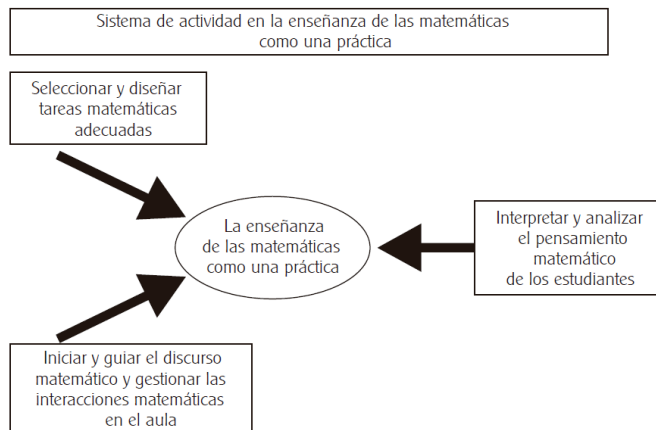 Sistema de actividad en la enseñanza de las matemáticas
como una práctica
Seleccionar y diseñar
tareas matemáticas
adecuadas
La enseñanza
de las matemáticas
como una práctica
Interpretar y analizar
el pensamiento
matemático
de los estudiantes
Iniciar y guiar el discurso
matemático y gestionar las
interacciones matemáticas
en el aula